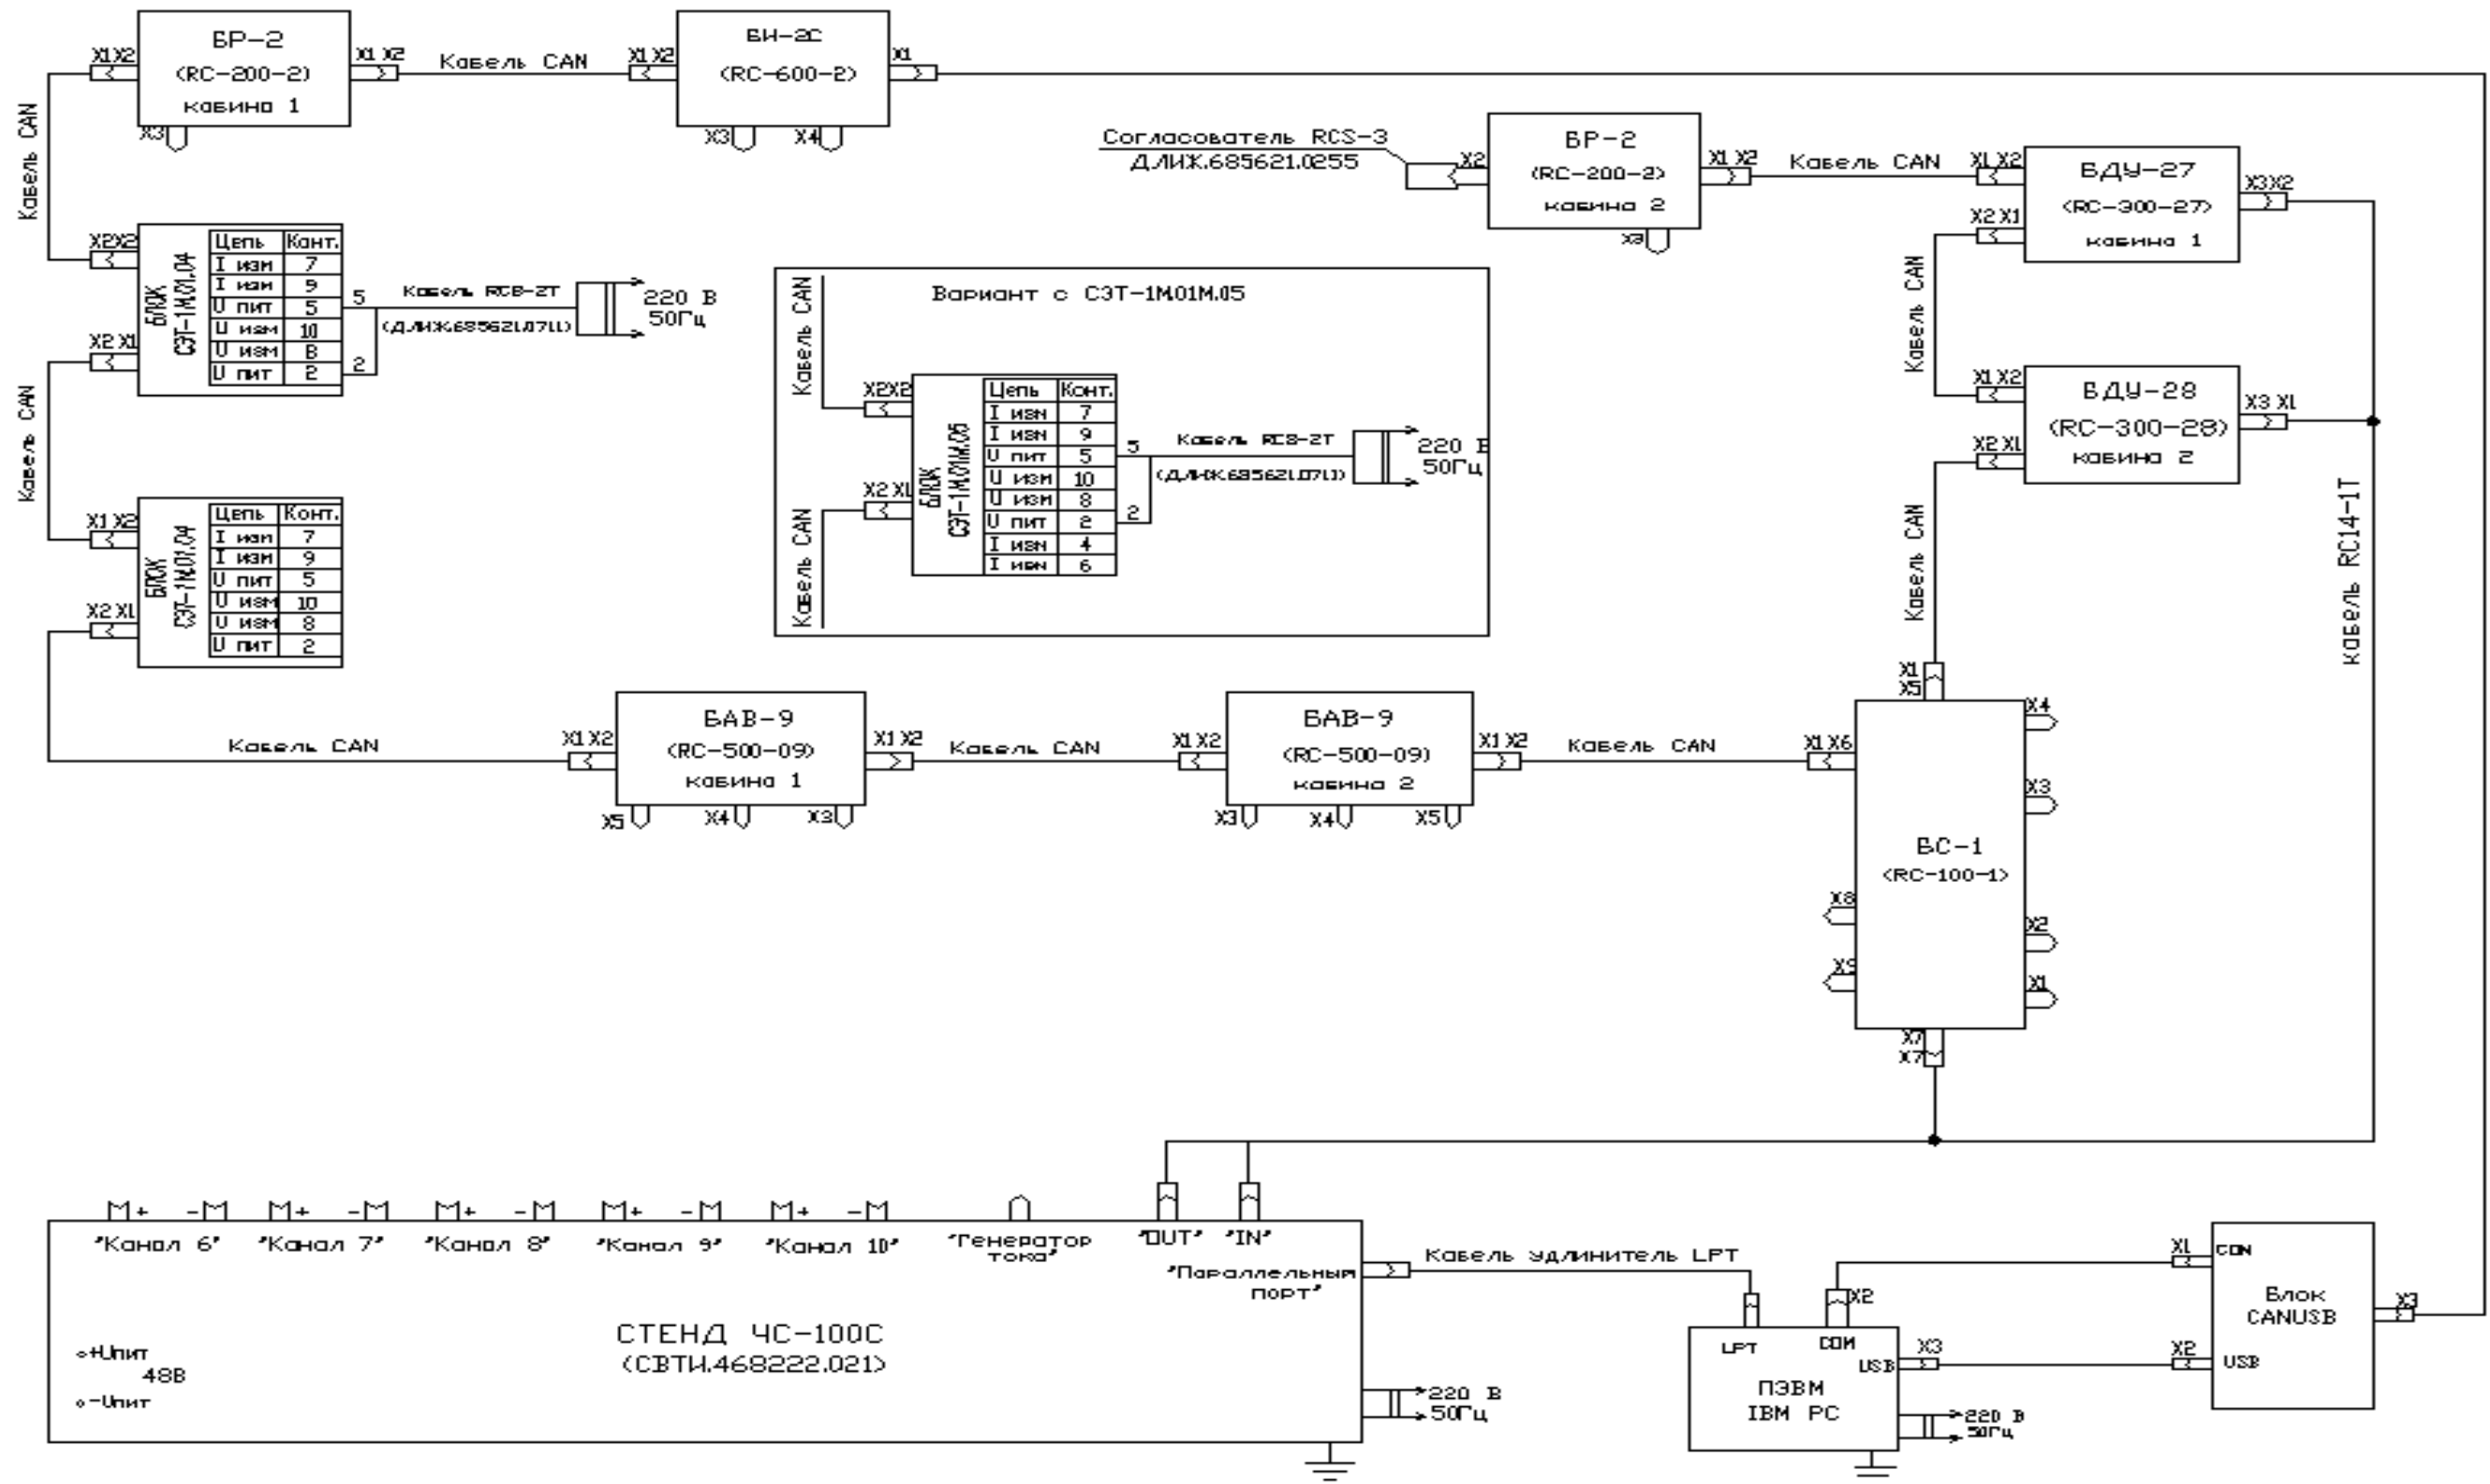 БР-2
(RC-200-2)
кабина 1
X1X2
X1 X2
X3
Кабель CAN
БИ-2С
(RC-600-2)
X1 X2
X1
X3
X4
Кабель CAN
Согласователь RCS-3
ДЛИЖ.685621.0255
X2
БР-2
(RC-200-2)
кабина 2
X1 X2
X3
Кабель CAN
X1 X2
БДУ-27
(RC-300-27)
кабина 1
X3X2
X2 X1
Кабель CAN
X2X2
БЛОК
СЭТ-1М.01.04
Цепь Конт.
I изм 7
I изм 9
U пит 5
U изм 10
U изм 8
U пит 2
X2 X1
5
2
Кабель RC8-2T
(ДЛИЖ.685621.0711)
220 В
50Гц
Вариант с СЭТ-1М.01М.05
Кабель CAN
X2X2
X2 X1
Кабель CAN
БЛОК
СЭТ-1М.01М.05
Цепь Конт.
I изм 7
I изм 9
U пит 5
U изм 10
U изм 8
U пит 2
I изм 4
I изм 6
5
2
Кабель RC8-2T
(ДЛИЖ.685621.0711)
220 В
50Гц
X1 X2
БДУ-28
(RC-300-28)
кабина 2
X3 X1
X2 X1
Кабель CAN
кабель RC14-1T
Кабель CAN
X1 X2
БЛОК
СЭТ-1М.01.04
Цепь Конт.
I изм 7
I изм 9
U пит 5
U изм 10
U изм 8
U пит 2
X2 X1
Кабель CAN
X1 X2
БАВ-9
(RC-500-09)
кабина 1
X1 X2
X5
X4
X3
Кабель CAN
X1X2
БАВ-9
(RC-500-09)
кабина 2
X1 X2
X3
X4
X5
Кабель CAN
X1X6
X1
X5
БС-1
(RC-100-1)
X4
X3
X8
X2
X9
X1
X7
X7
+ -
"Канал 6"
+ -
"Канал 7"
+ -
"Канал 8"
+ -
"Канал 9"
+ -
"Канал 10"
"Генератор
тока"
"OUT"
"IN"
"Параллельный
порт"
СТЕНД ЧС-100С
(СВТИ.468222.021)
+Uпит
48В
-Uпит
220 В
50Гц
Кабель удлинитель LPT
X2
LPT
COM
USB
X3
ПЭВМ
IBM PC
220 В
50Гц
X1
CON
Блок
CANUSB
X2
USB
X3